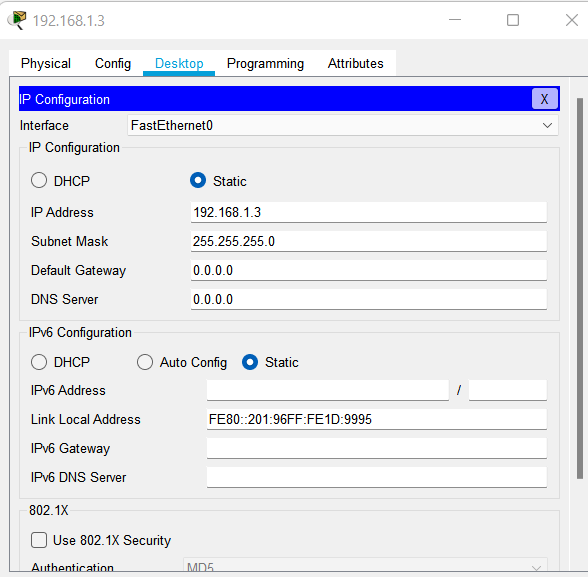 192.168.1.3
Physical Config Desktop Programming Attributes
IP Configuration X
Interface FastEthernet0
IP Configuration
DHCP Static
IP Address 192.168.1.3
Subnet Mask 255.255.255.0
Default Gateway 0.0.0.0
DNS Server 0.0.0.0
IPv6 Configuration
DHCP Auto Config Static
IPv6 Address /
Link Local Address FE80::201:96FF:FE1D:9995
IPv6 Gateway
IPv6 DNS Server
802.1X
Use 802.1X Security
Authentication MD5